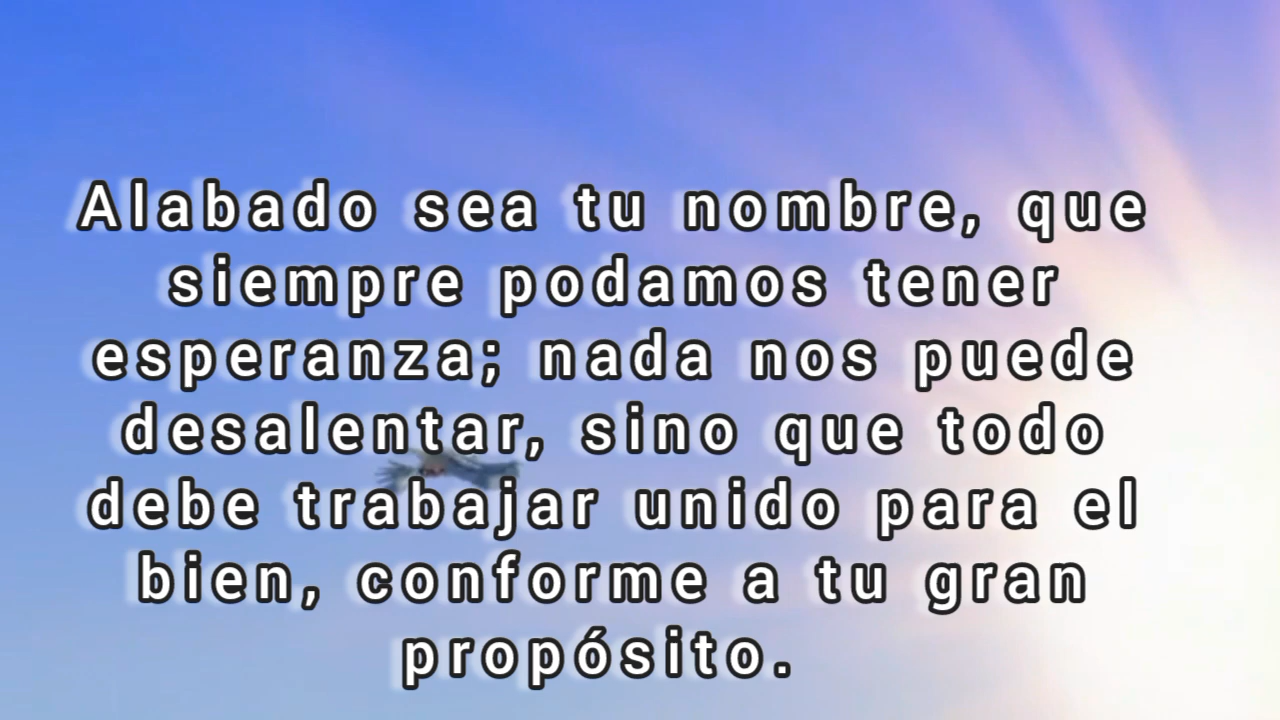 Alabado sea tu nombre, que
siempre podamos tener
esperanza; nada nos puede
desalentar, sino que todo
debe trabajar unido para el
bien, conforme a tu gran
propósito.